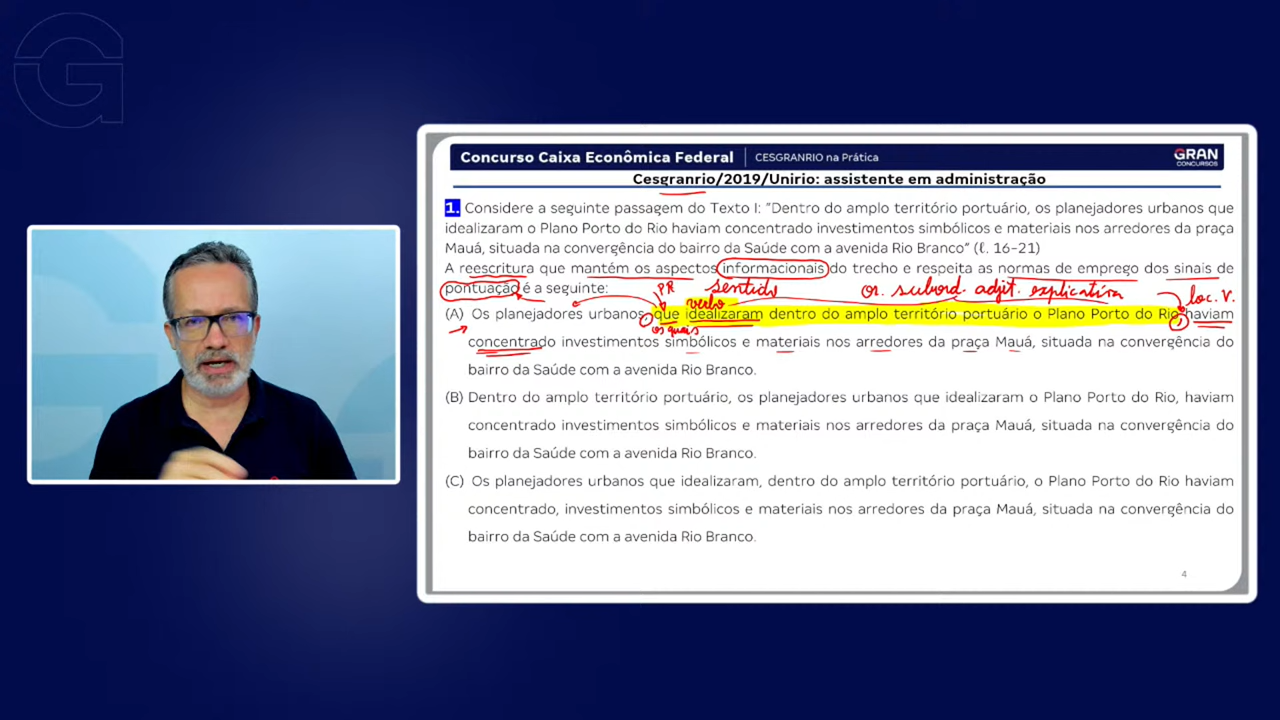 Concurso Caixa Econômica Federal | CESGRANRIO na Prática
GRAN
CONCURSOS
Cesgranrio/2019/Unirio: assistente em administração
1. Considere a seguinte passagem do Texto I: “Dentro do amplo território portuário, os planejadores urbanos que
idealizaram o Plano Porto do Rio haviam concentrado investimentos simbólicos e materiais nos arredores da praça
Mauá, situada na convergência do bairro da Saúde com a avenida Rio Branco” (ℓ. 16-21)
A reescritura que mantém os aspectos informacionais do trecho e respeita as normas de emprego dos sinais de
pontuação é a seguinte:
PR sentido or. subord. adjt. explicativa loc. V.
verbo
(A) Os planejadores urbanos, que idealizaram dentro do amplo território portuário o Plano Porto do Rio, haviam
os quais
concentrado investimentos simbólicos e materiais nos arredores da praça Mauá, situada na convergência do
bairro da Saúde com a avenida Rio Branco.
(B) Dentro do amplo território portuário, os planejadores urbanos que idealizaram o Plano Porto do Rio, haviam
concentrado investimentos simbólicos e materiais nos arredores da praça Mauá, situada na convergência do
bairro da Saúde com a avenida Rio Branco.
(C) Os planejadores urbanos que idealizaram, dentro do amplo território portuário, o Plano Porto do Rio haviam
concentrado, investimentos simbólicos e materiais nos arredores da praça Mauá, situada na convergência do
bairro da Saúde com a avenida Rio Branco.
4